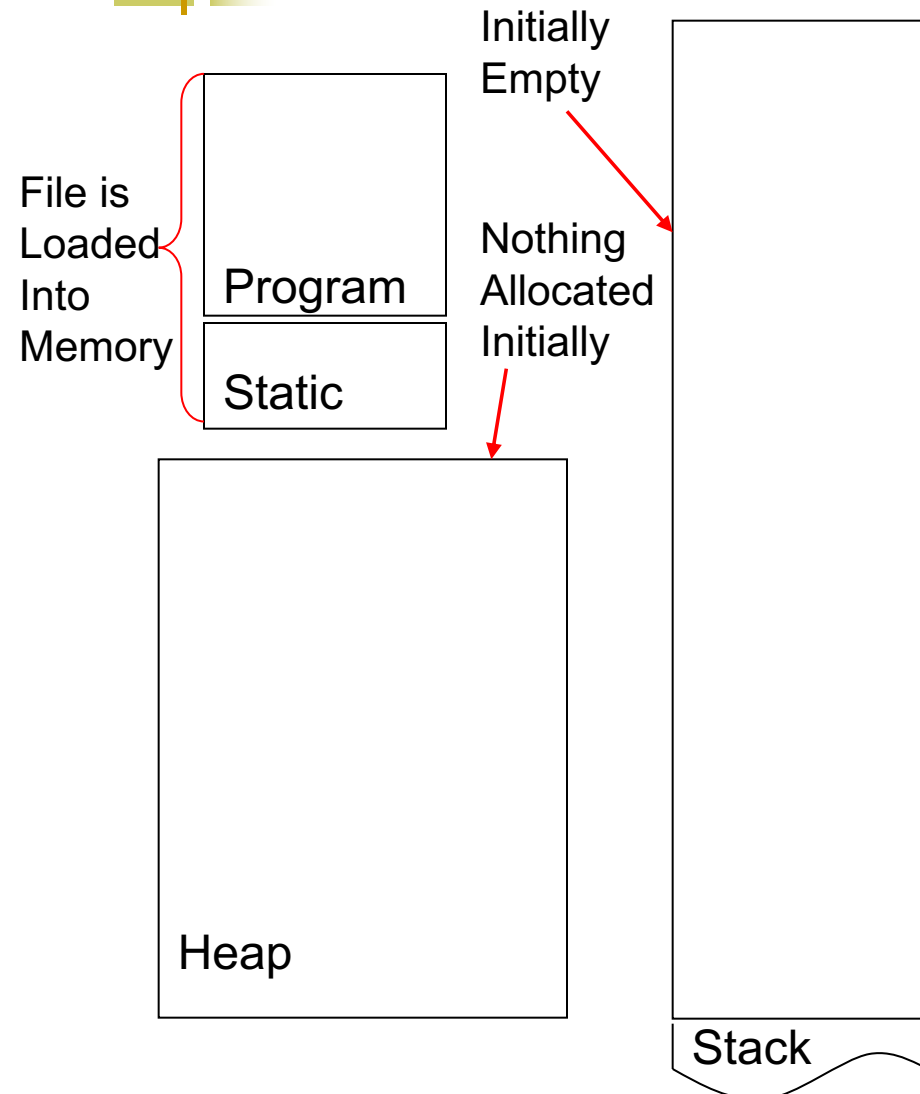 Initially
Empty
File is
Loaded
Into
Memory
Program
Static
Nothing
Allocated
Initially
Heap
Stack